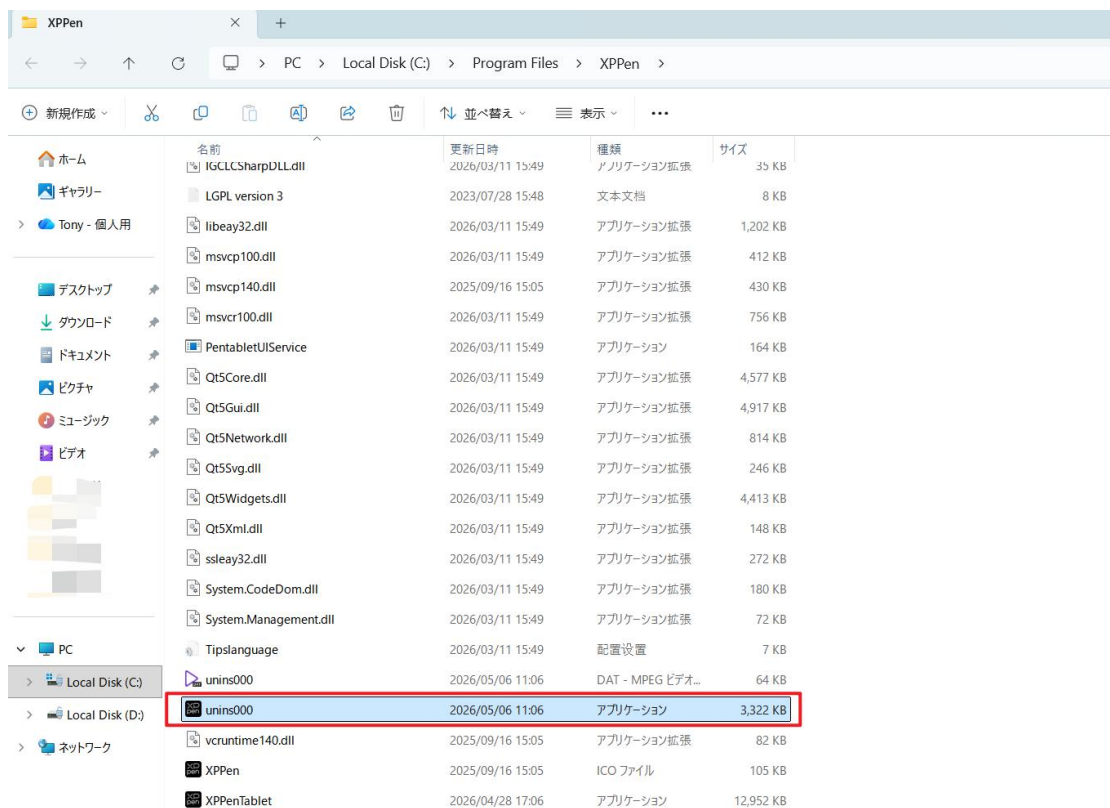 XPPen
PC > Local Disk (C:) > Program Files > XPPen >
新規作成 並べ替え 表示 ...
名前 更新日時 種類 サイズ
ホーム
ギャラリー
Tony - 個人用
デスクトップ
ダウンロード
ドキュメント
ピクチャ
ミュージック
ビデオ
PC
Local Disk (C:)
Local Disk (D:)
ネットワーク
IGCLCSharpDLL.dll 2026/03/11 15:49 アプリケーション拡張 35 KB
LGPL version 3 2023/07/28 15:48 文本文档 8 KB
libeay32.dll 2026/03/11 15:49 アプリケーション拡張 1,202 KB
msvcp100.dll 2026/03/11 15:49 アプリケーション拡張 412 KB
msvcp140.dll 2025/09/16 15:05 アプリケーション拡張 430 KB
msvcr100.dll 2026/03/11 15:49 アプリケーション拡張 756 KB
PentabletUIService 2026/03/11 15:49 アプリケーション 164 KB
Qt5Core.dll 2026/03/11 15:49 アプリケーション拡張 4,577 KB
Qt5Gui.dll 2026/03/11 15:49 アプリケーション拡張 4,917 KB
Qt5Network.dll 2026/03/11 15:49 アプリケーション拡張 814 KB
Qt5Svg.dll 2026/03/11 15:49 アプリケーション拡張 246 KB
Qt5Widgets.dll 2026/03/11 15:49 アプリケーション拡張 4,413 KB
Qt5Xml.dll 2026/03/11 15:49 アプリケーション拡張 148 KB
ssleay32.dll 2026/03/11 15:49 アプリケーション拡張 272 KB
System.CodeDom.dll 2026/03/11 15:49 アプリケーション拡張 180 KB
System.Management.dll 2026/03/11 15:49 アプリケーション拡張 72 KB
Tipslanguage 2026/03/11 15:49 配置设置 7 KB
unins000 2026/05/06 11:06 DAT - MPEG ビデオ... 64 KB
unins000 2026/05/06 11:06 アプリケーション 3,322 KB
vcruntime140.dll 2025/09/16 15:05 アプリケーション拡張 82 KB
XPPen 2025/09/16 15:05 ICO ファイル 105 KB
XPPenTablet 2026/04/28 17:06 アプリケーション 12,952 KB